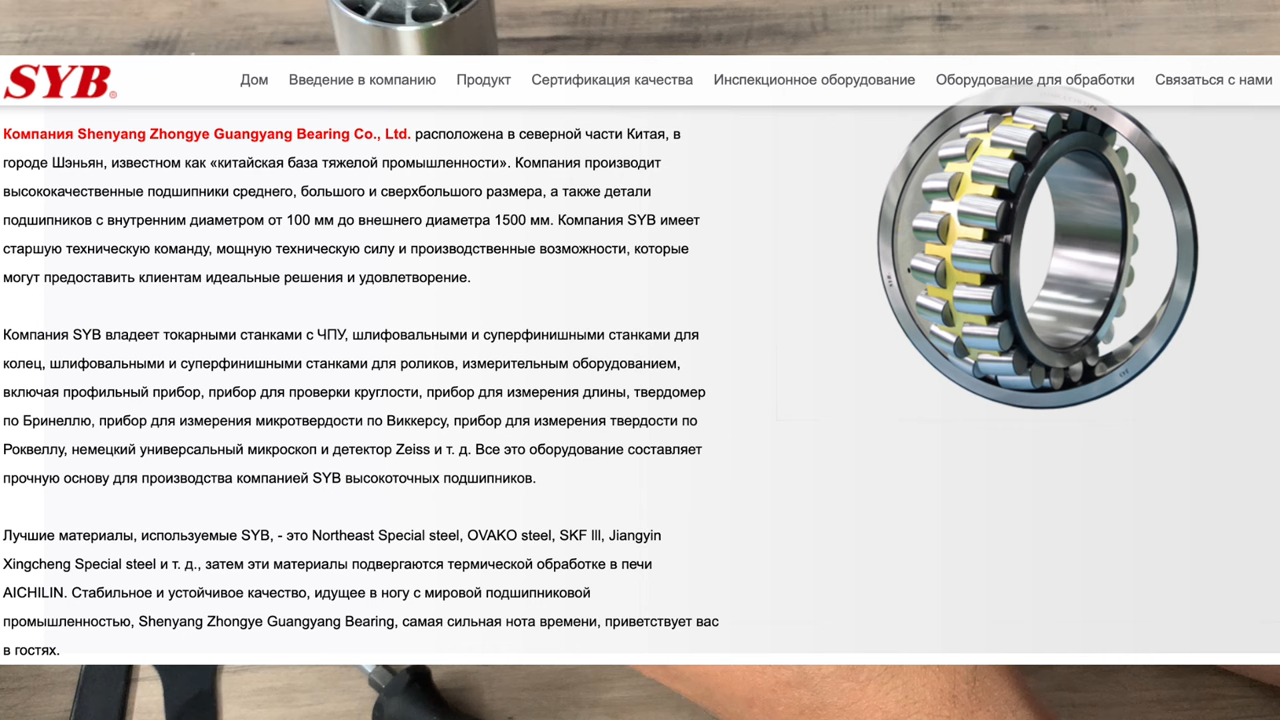 SYB®
Дом Введение в компанию Продукт Сертификация качества Инспекционное оборудование Оборудование для обработки Связаться с нами
Компания Shenyang Zhongye Guangyang Bearing Co., Ltd. расположена в северной части Китая, в
городе Шэньян, известном как «китайская база тяжелой промышленности». Компания производит
высококачественные подшипники среднего, большого и сверхбольшого размера, а также детали
подшипников с внутренним диаметром от 100 мм до внешнего диаметра 1500 мм. Компания SYB имеет
старшую техническую команду, мощную техническую силу и производственные возможности, которые
могут предоставить клиентам идеальные решения и удовлетворение.
Компания SYB владеет токарными станками с ЧПУ, шлифовальными и суперфинишными станками для
колец, шлифовальными и суперфинишными станками для роликов, измерительным оборудованием,
включая профильный прибор, прибор для проверки круглости, прибор для измерения длины, твердомер
по Бринеллю, прибор для измерения микротвердости по Виккерсу, прибор для измерения твердости по
Роквеллу, немецкий универсальный микроскоп и детектор Zeiss и т. д. Все это оборудование составляет
прочную основу для производства компанией SYB высокоточных подшипников.
Лучшие материалы, используемые SYB, - это Northeast Special steel, OVAKO steel, SKF lll, Jiangyin
Xingcheng Special steel и т. д., затем эти материалы подвергаются термической обработке в печи
AICHILIN. Стабильное и устойчивое качество, идущее в ногу с мировой подшипниковой
промышленностью, Shenyang Zhongye Guangyang Bearing, самая сильная нота времени, приветствует вас
в гостях.